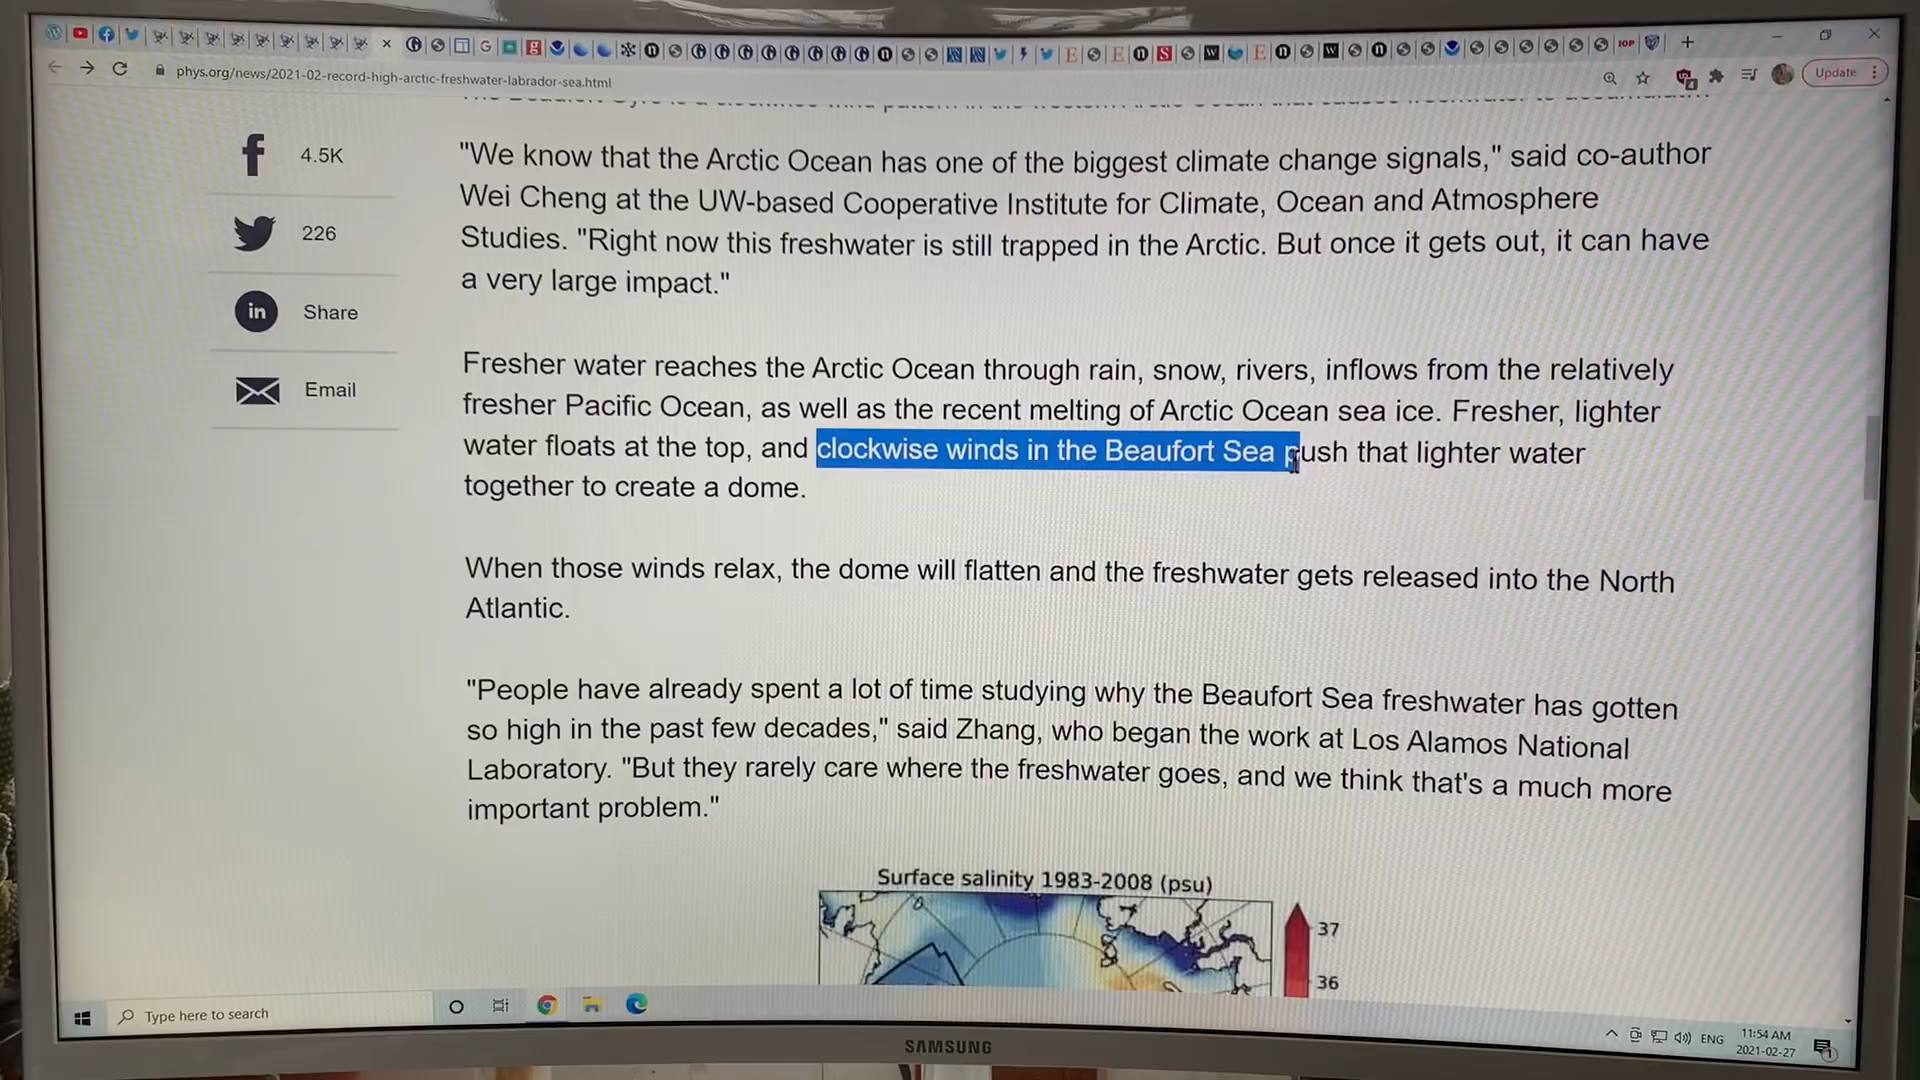 phys.org/news/2021-02-record-high-arctic-freshwater-labrador-sea.html
Update
4.5K
226
Share
Email
"We know that the Arctic Ocean has one of the biggest climate change signals," said co-author
Wei Cheng at the UW-based Cooperative Institute for Climate, Ocean and Atmosphere
Studies. "Right now this freshwater is still trapped in the Arctic. But once it gets out, it can have
a very large impact."
Fresher water reaches the Arctic Ocean through rain, snow, rivers, inflows from the relatively
fresher Pacific Ocean, as well as the recent melting of Arctic Ocean sea ice. Fresher, lighter
water floats at the top, and clockwise winds in the Beaufort Sea push that lighter water
together to create a dome.
When those winds relax, the dome will flatten and the freshwater gets released into the North
Atlantic.
"People have already spent a lot of time studying why the Beaufort Sea freshwater has gotten
so high in the past few decades," said Zhang, who began the work at Los Alamos National
Laboratory. "But they rarely care where the freshwater goes, and we think that's a much more
important problem."
Surface salinity 1983-2008 (psu)
37
36
Type here to search
ENG
11:54 AM
2021-02-27
SAMSUNG